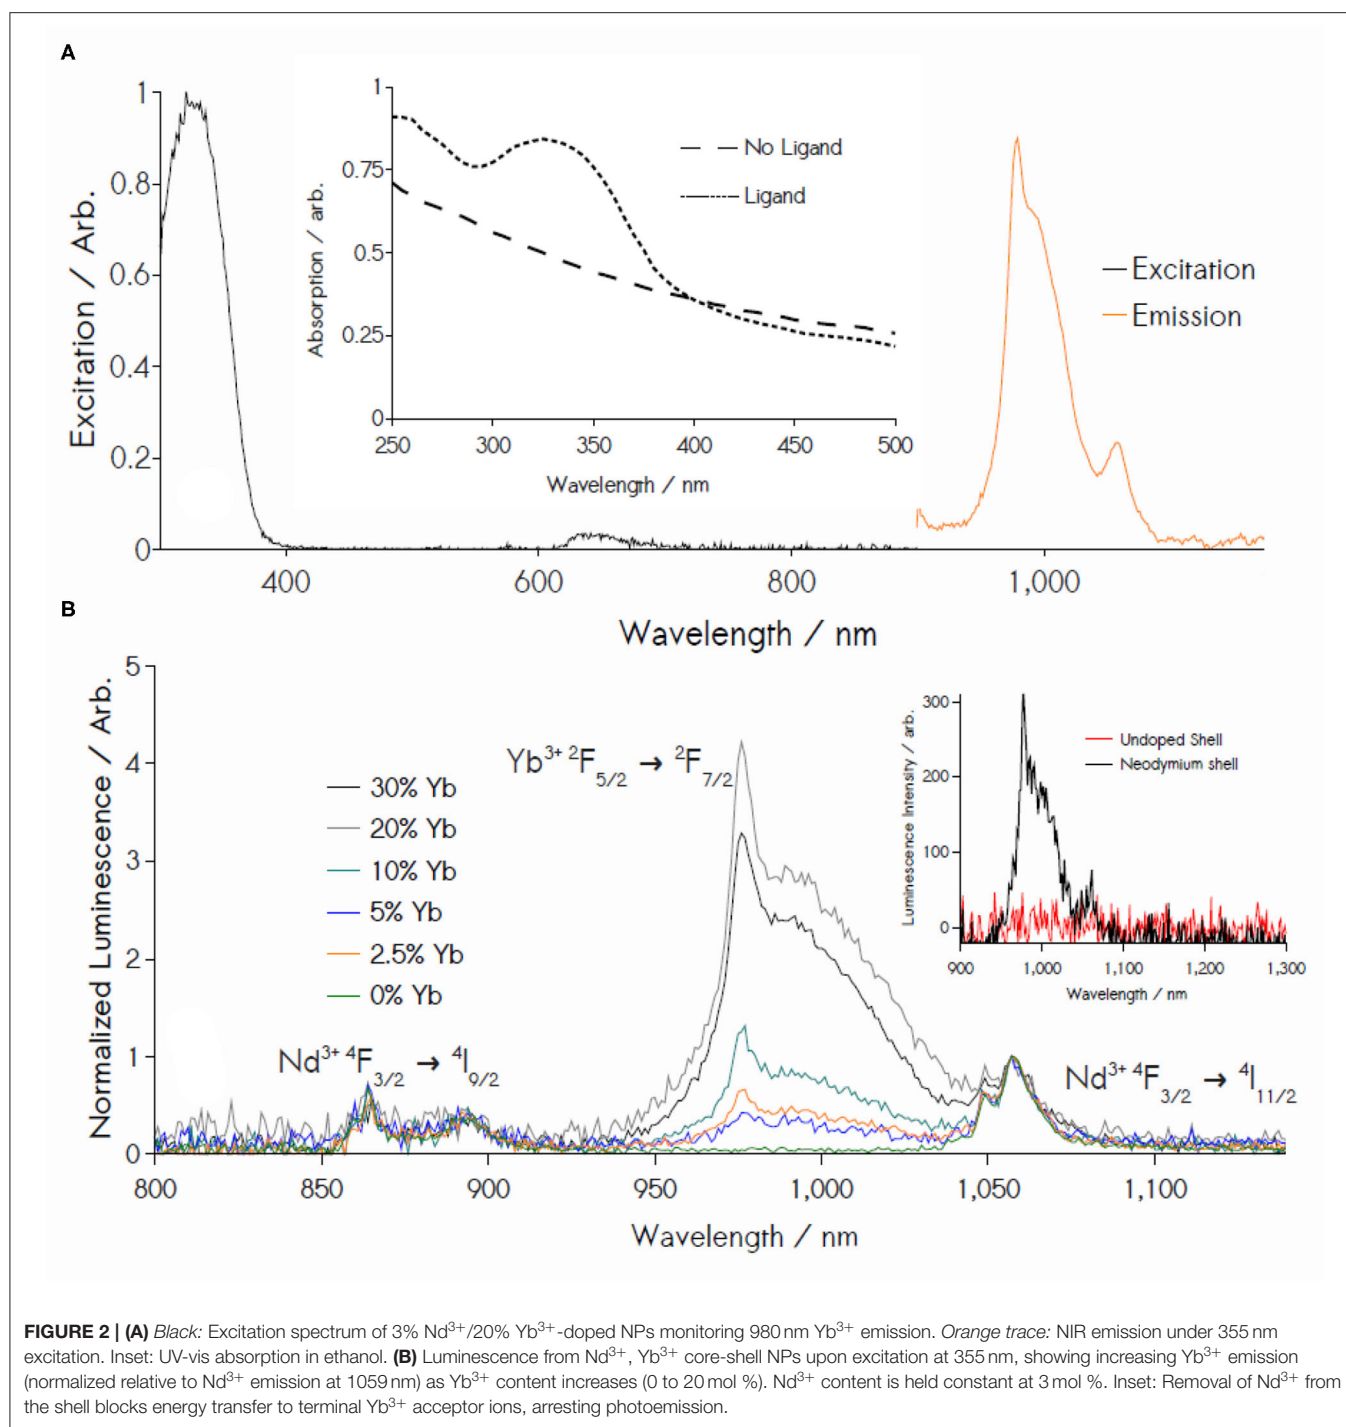 A
1
0.8
0.6
0.4
0.2
0
Excitation / Arb.
400
600
800
1,000
Wavelength / nm
1
0.75
0.5
0.25
0
Absorption / arb.
250
300
350
400
450
500
Wavelength / nm
No Ligand
Ligand
Excitation
Emission
B
5
4
3
2
1
0
Normalized Luminescence / Arb.
800
850
900
950
1,000
1,050
1,100
Wavelength / nm
30% Yb
20% Yb
10% Yb
5% Yb
2.5% Yb
0% Yb
Yb³⁺ ²F5/2 → ²F7/2
Nd³⁺ ⁴F3/2 → ⁴I9/2
Nd³⁺ ⁴F3/2 → ⁴I11/2
300
200
100
0
Luminescence Intensity / arb.
900
1,000
1,100
1,200
1,300
Wavelength / nm
Undoped Shell
Neodymium shell
FIGURE 2 | (A) Black: Excitation spectrum of 3% Nd³⁺/20% Yb³⁺-doped NPs monitoring 980 nm Yb³⁺ emission. Orange trace: NIR emission under 355 nm
excitation. Inset: UV-vis absorption in ethanol. (B) Luminescence from Nd³⁺, Yb³⁺ core-shell NPs upon excitation at 355 nm, showing increasing Yb³⁺ emission
(normalized relative to Nd³⁺ emission at 1059 nm) as Yb³⁺ content increases (0 to 20 mol %). Nd³⁺ content is held constant at 3 mol %. Inset: Removal of Nd³⁺ from
the shell blocks energy transfer to terminal Yb³⁺ acceptor ions, arresting photoemission.